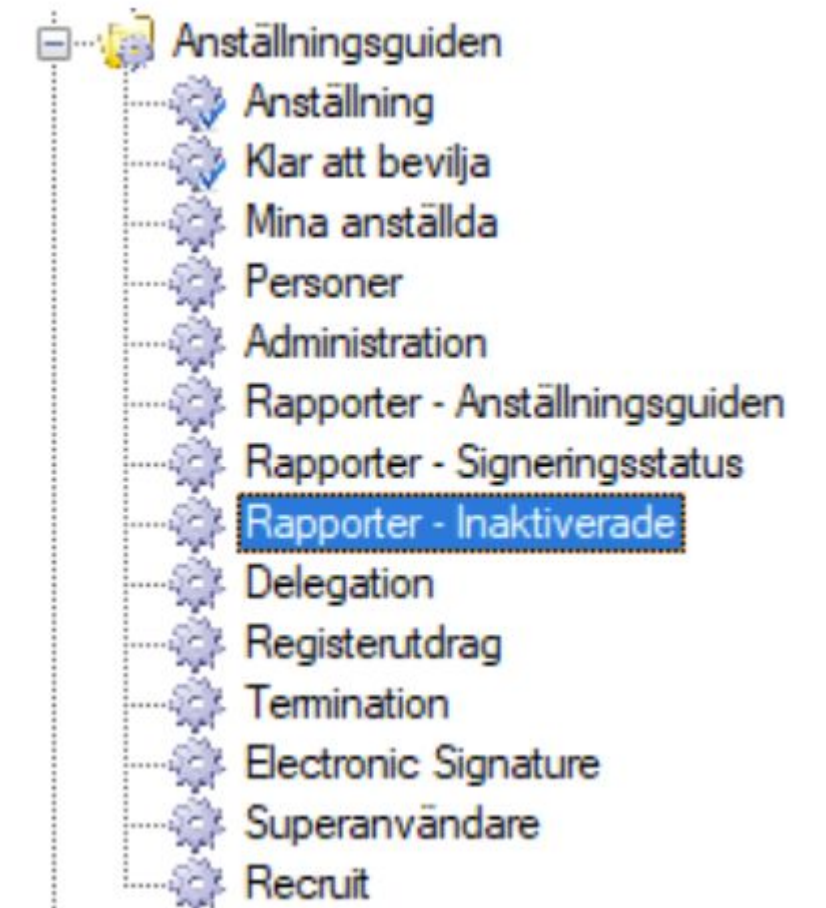 Anställningsguiden
Anställning
Klar att bevilja
Mina anställda
Personer
Administration
Rapporter - Anställningsguiden
Rapporter - Signeringsstatus
Rapporter - Inaktiverade
Delegation
Registerutdrag
Termination
Electronic Signature
Superanvändare
Recruit